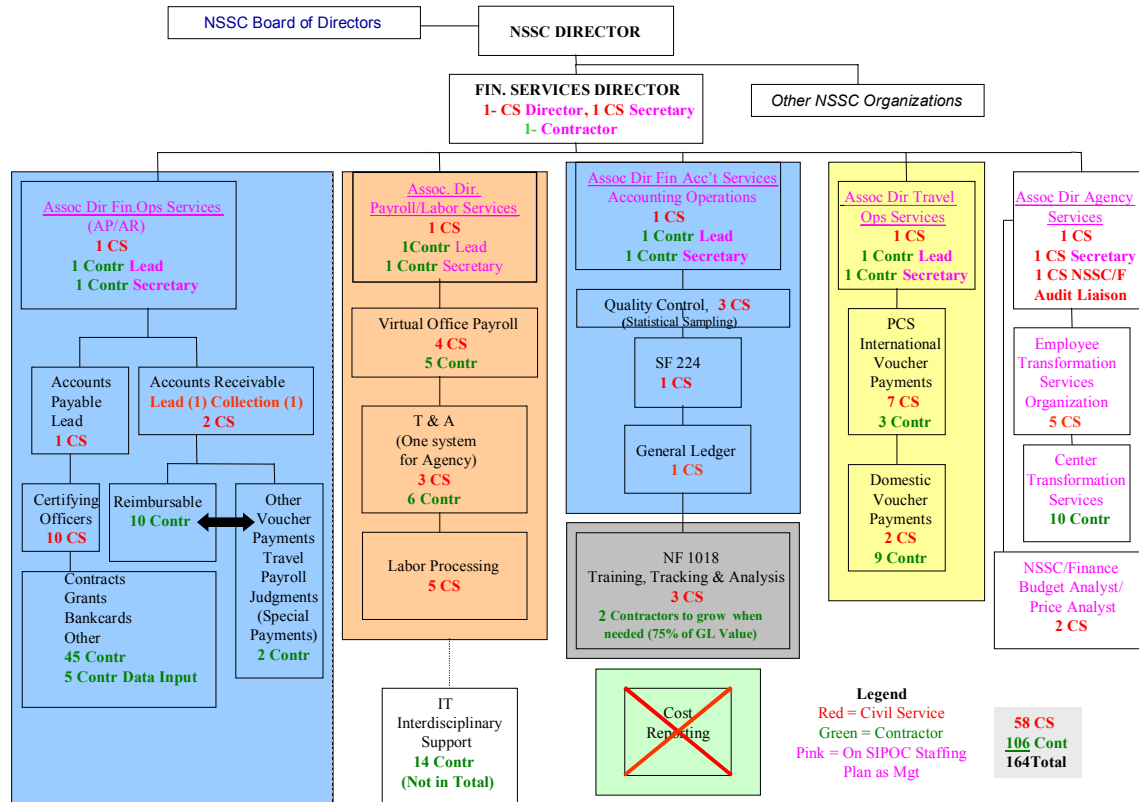 NSSC Board of Directors
NSSC DIRECTOR
FIN. SERVICES DIRECTOR
1- CS Director, 1 CS Secretary
1- Contractor
Other NSSC Organizations
Assoc Dir Fin.Ops Services
(AP/AR)
1 CS
1 Contr Lead
1 Contr Secretary
Accounts
Payable
Lead
1 CS
Accounts Receivable
Lead (1) Collection (1)
2 CS
Certifying
Officers
10 CS
Reimbursable
10 Contr
Other
Voucher
Payments
Travel
Payroll
Judgments
(Special
Payments)
2 Contr
Contracts
Grants
Bankcards
Other
45 Contr
5 Contr Data Input
Assoc. Dir.
Payroll/Labor Services
1 CS
1Contr Lead
1 Contr Secretary
Virtual Office Payroll
4 CS
5 Contr
T & A
(One system
for Agency)
3 CS
6 Contr
Labor Processing
5 CS
IT
Interdisciplinary
Support
14 Contr
(Not in Total)
Assoc Dir Fin Acc't Services
Accounting Operations
1 CS
1 Contr Lead
1 Contr Secretary
Quality Control, 3 CS
(Statistical Sampling)
SF 224
1 CS
General Ledger
1 CS
NF 1018
Training, Tracking & Analysis
3 CS
2 Contractors to grow when
needed (75% of GL Value)
Cost
Reporting
Assoc Dir Travel
Ops Services
1 CS
1 Contr Lead
1 Contr Secretary
PCS
International
Voucher
Payments
7 CS
3 Contr
Domestic
Voucher
Payments
2 CS
9 Contr
Assoc Dir Agency
Services
1 CS
1 CS Secretary
1 CS NSSC/F
Audit Liaison
Employee
Transformation
Services
Organization
5 CS
Center
Transformation
Services
10 Contr
NSSC/Finance
Budget Analyst/
Price Analyst
2 CS
Legend
Red = Civil Service
Green = Contractor
Pink = On SIPOC Staffing
Plan as Mgt
58 CS
106 Cont
164Total